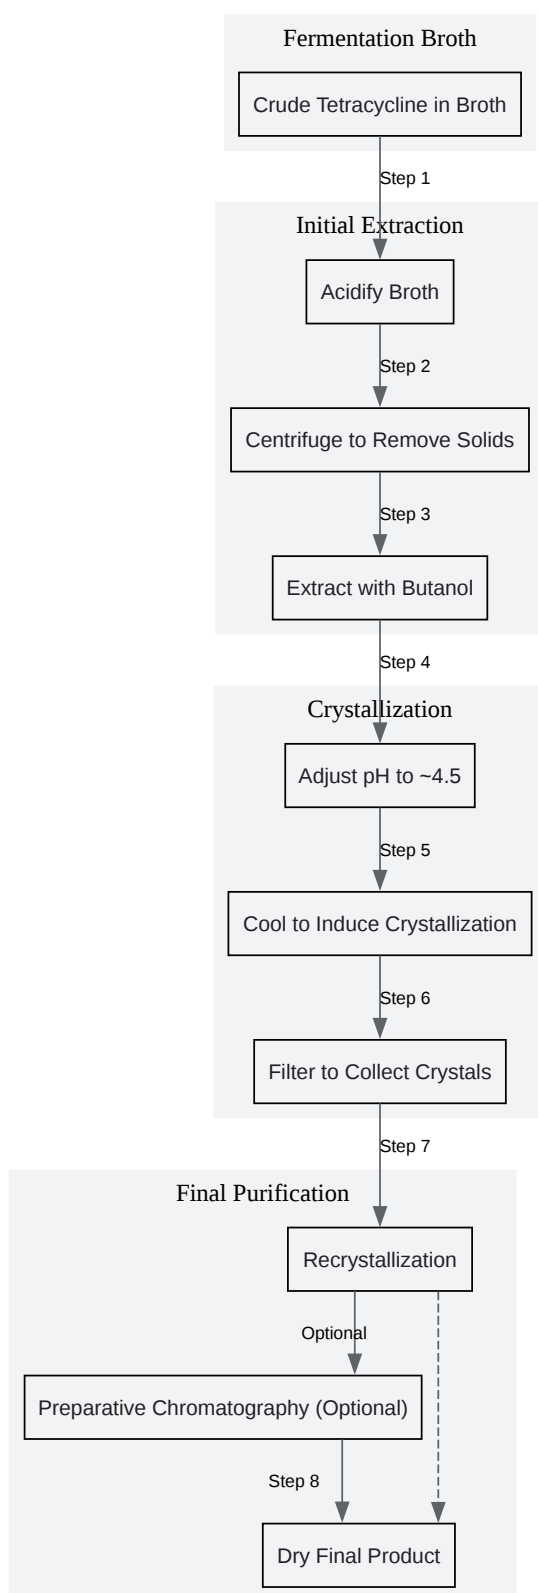 Fermentation Broth
Crude Tetracycline in Broth
Step 1
Initial Extraction
Acidify Broth
Step 2
Centrifuge to Remove Solids
Step 3
Extract with Butanol
Step 4
Crystallization
Adjust pH to ~4.5
Step 5
Cool to Induce Crystallization
Step 6
Filter to Collect Crystals
Step 7
Final Purification
Recrystallization
Optional
Preparative Chromatography (Optional)
Step 8
Dry Final Product